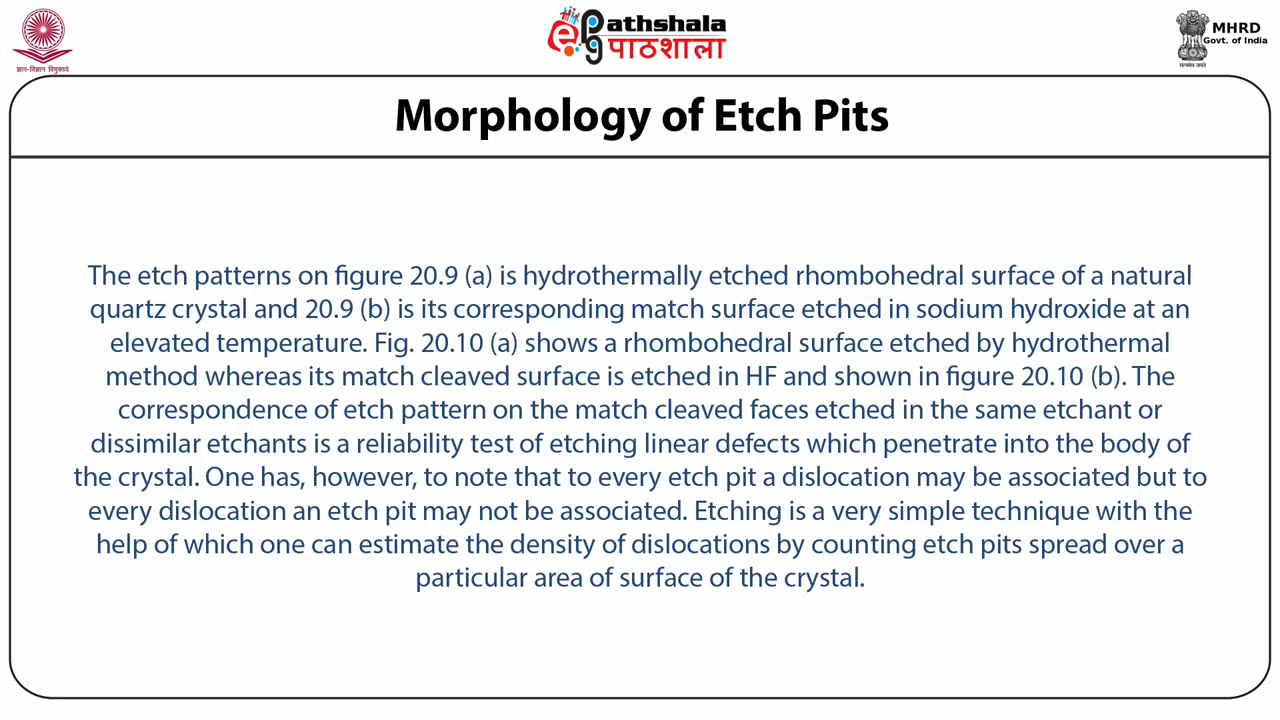 ePathshala
पाठशाला
MHRD
Govt. of India
ज्ञान-विज्ञान विमुक्तये
सत्यमेव जयते
Morphology of Etch Pits
The etch patterns on figure 20.9 (a) is hydrothermally etched rhombohedral surface of a natural
quartz crystal and 20.9 (b) is its corresponding match surface etched in sodium hydroxide at an
elevated temperature. Fig. 20.10 (a) shows a rhombohedral surface etched by hydrothermal
method whereas its match cleaved surface is etched in HF and shown in figure 20.10 (b). The
correspondence of etch pattern on the match cleaved faces etched in the same etchant or
dissimilar etchants is a reliability test of etching linear defects which penetrate into the body of
the crystal. One has, however, to note that to every etch pit a dislocation may be associated but to
every dislocation an etch pit may not be associated. Etching is a very simple technique with the
help of which one can estimate the density of dislocations by counting etch pits spread over a
particular area of surface of the crystal.